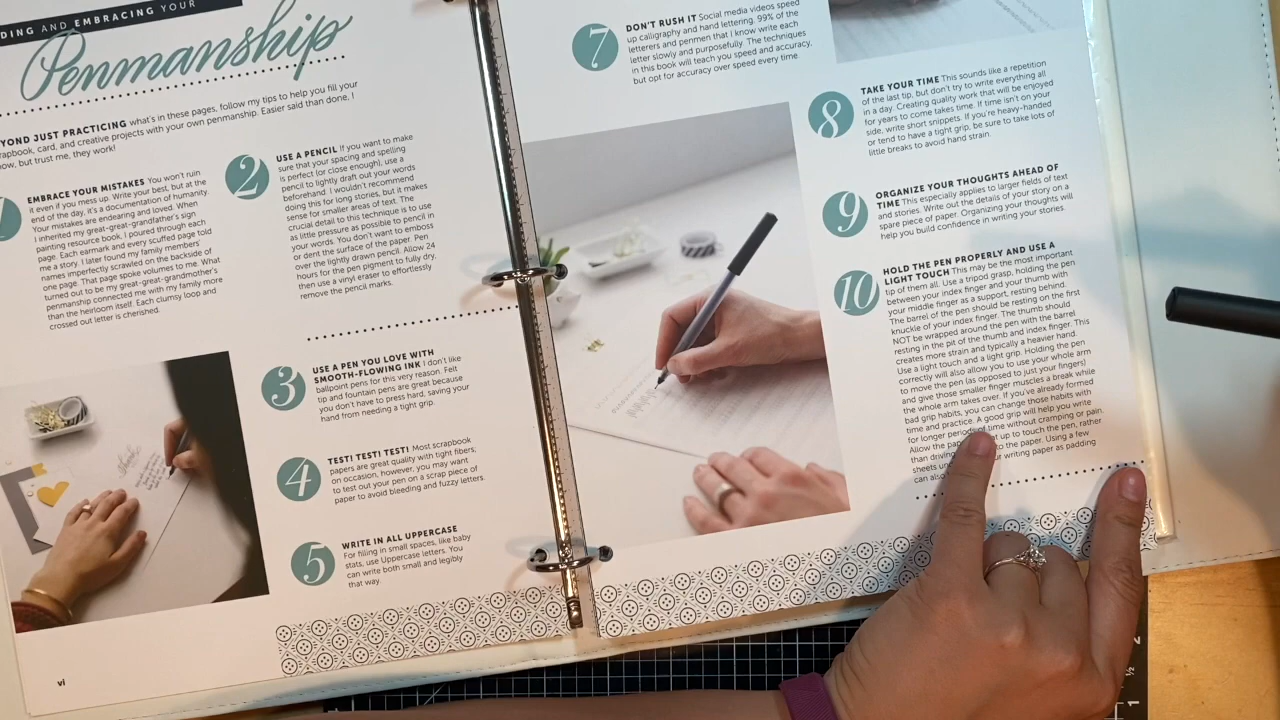 DING AND EMBRACING YOUR
Penmanship
YOND JUST PRACTICING what's in these pages, follow my tips to help you fill your
rapbook, card, and creative projects with your own penmanship. Easier said than done, I
now, but trust me, they work!
EMBRACE YOUR MISTAKES You won't ruin
it even if you mess up. Write your best, but at the
end of the day, it's a documentation of humanity.
Your mistakes are endearing and loved. When
I inherited my great-great-grandfather's sign
painting resource book, I poured through each
page. Each earmark and every scuffed page told
me a story. I later found my family members'
names imperfectly scrawled on the backside of
one page. That page spoke volumes to me. What
turned out to be my great-great-grandmother's
penmanship connected me with my family more
than the heirloom itself. Each clumsy loop and
crossed out letter is cherished.
2
USE A PENCIL If you want to make
sure that your spacing and spelling
is perfect (or close enough), use a
pencil to lightly draft out your words
beforehand. I wouldn't recommend
doing this for long stories, but it makes
sense for smaller areas of text. The
crucial detail to this technique is to use
as little pressure as possible to pencil in
your words. You don't want to emboss
or dent the surface of the paper. Pen
over the lightly drawn pencil. Allow 24
hours for the pen pigment to fully dry,
then use a vinyl eraser to effortlessly
remove the pencil marks.
3
USE A PEN YOU LOVE WITH
SMOOTH-FLOWING INK I don't like
ballpoint pens for this very reason. Felt
tip and fountain pens are great because
you don't have to press hard, saving your
hand from needing a tight grip.
4
TEST! TEST! TEST! Most scrapbook
papers are great quality with tight fibers,
on occasion, however, you may want
to test out your pen on a scrap piece of
paper to avoid bleeding and fuzzy letters.
5
WRITE IN ALL UPPERCASE
For filling in small spaces, like baby
stats, use Uppercase letters. You
can write both small and legibly
that way.
vi
7
DON'T RUSH IT Social media videos speed
up calligraphy and hand lettering. 99% of the
letterers and penmen that I know write each
letter slowly and purposefully. The techniques
in this book will teach you speed and accuracy,
but opt for accuracy over speed every time.
8
TAKE YOUR TIME This sounds like a repetition
of the last tip, but don't try to write everything all
in a day. Creating quality work that will be enjoyed
for years to come takes time. If time isn't on your
side, write short snippets. If you're heavy-handed
or tend to have a tight grip, be sure to take lots of
little breaks to avoid hand strain.
9
ORGANIZE YOUR THOUGHTS AHEAD OF
TIME This especially applies to larger fields of text
and stories. Write out the details of your story on a
spare piece of paper. Organizing your thoughts will
help you build confidence in writing your stories.
10
HOLD THE PEN PROPERLY AND USE A
LIGHT TOUCH This may be the most important
tip of them all. Use a tripod grasp, holding the pen
between your index finger and your thumb with
your middle finger as a support, resting behind.
The barrel of the pen should be resting on the first
knuckle of your index finger. The thumb should
NOT be wrapped around the pen with the barrel
resting in the pit of the thumb and index finger. This
creates more strain and typically a heavier hand.
Use a light touch and a light grip. Holding the pen
correctly will also allow you to use your whole arm
to move the pen (as opposed to just your fingers)
and give those smaller finger muscles a break while
the whole arm takes over. If you've already formed
bad grip habits, you can change those habits with
time and practice. A good grip will help you write
for longer periods of time without cramping or pain.
Allow the pap up to touch the pen, rather
than driving to the paper. Using a few
sheets un writing paper as padding
can also
1
½
2